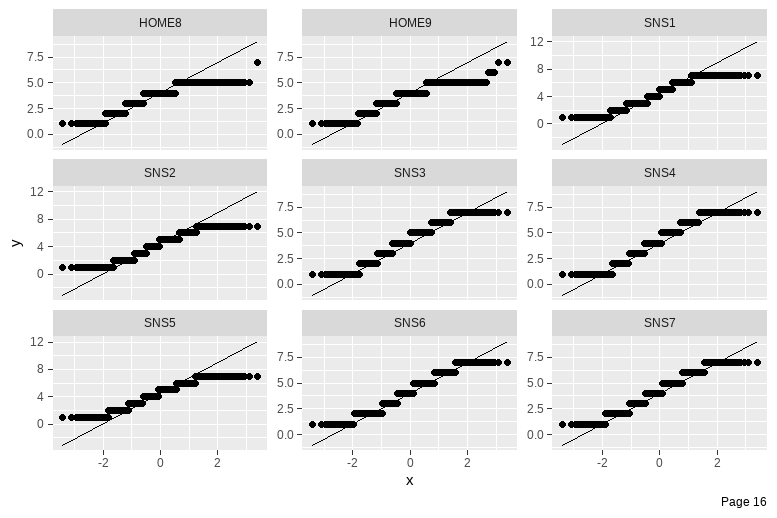 HOME8 HOME9 SNS1
7.5 7.5 12
5.0 5.0 8
2.5 2.5 4
0.0 0.0 0
SNS2 SNS3 SNS4
12 7.5 7.5
8 5.0 5.0
4 2.5 2.5
0 0.0 0.0
y
SNS5 SNS6 SNS7
12 7.5 7.5
8 5.0 5.0
4 2.5 2.5
0 0.0 0.0
-2 0 2 -2 0 2 -2 0 2
x
Page 16